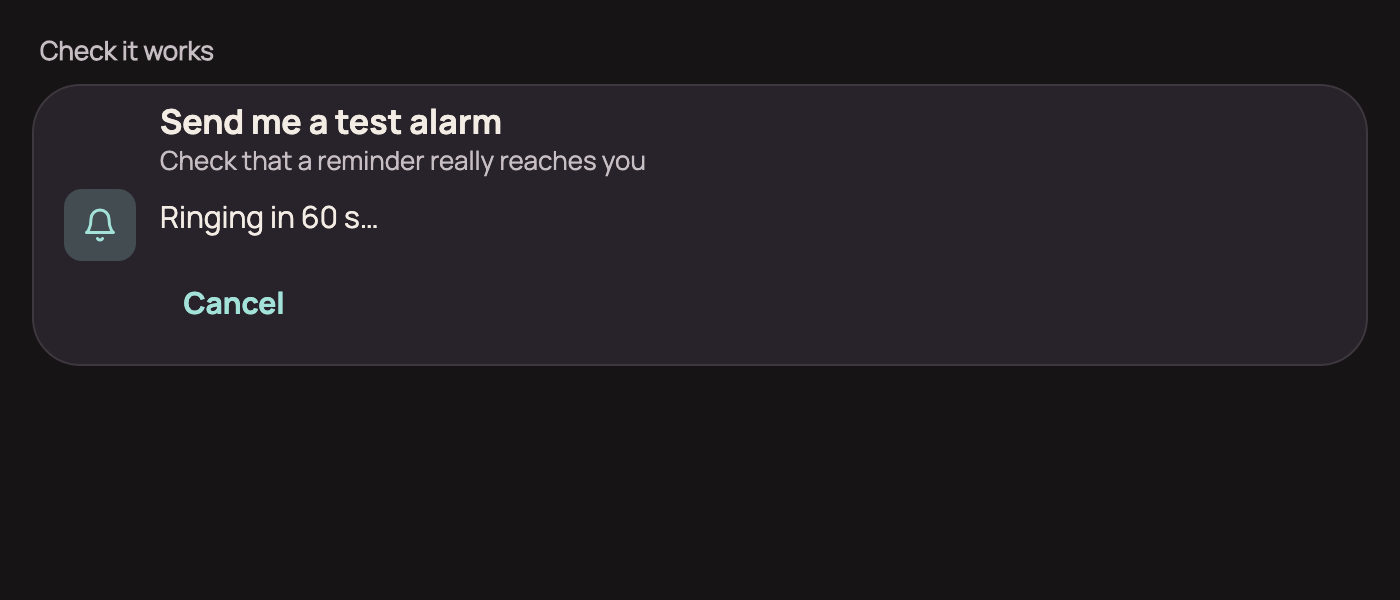 Check it works
Send me a test alarm
Check that a reminder really reaches you
Ringing in 60 s…
Cancel